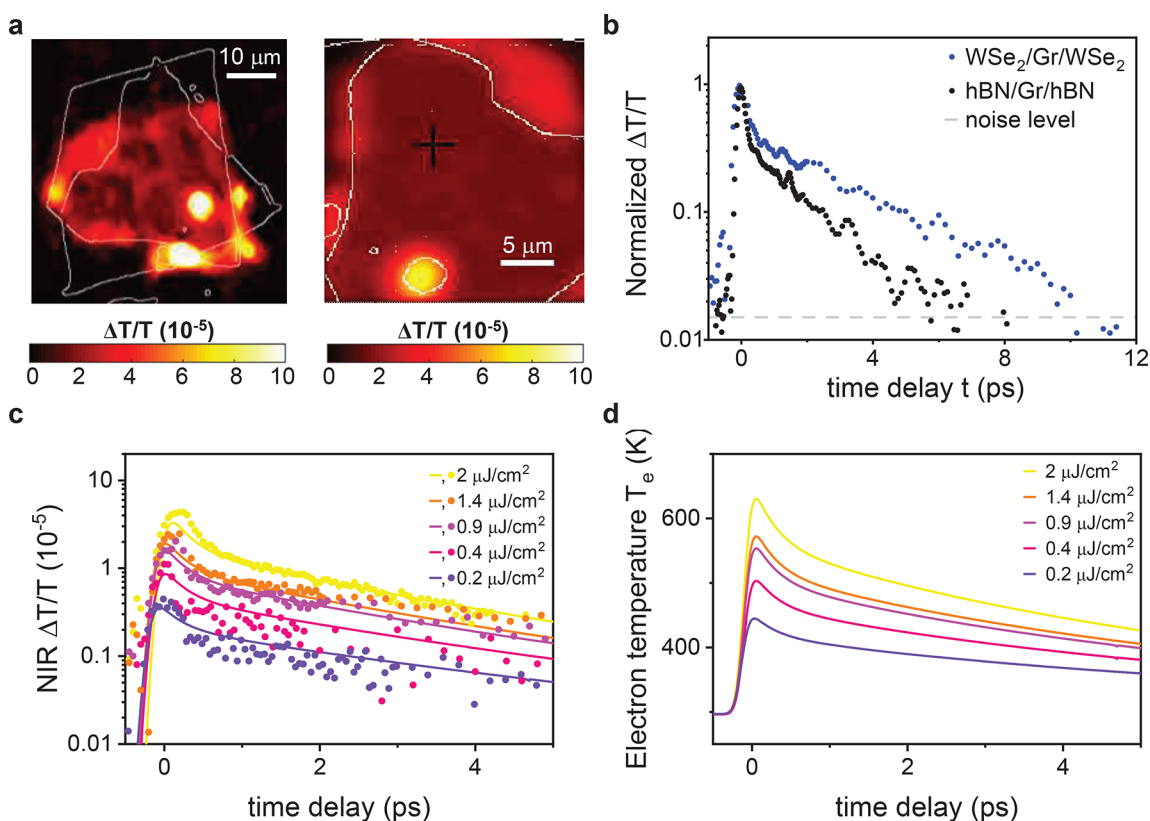 a
10 μm
5 μm
ΔT/T (10⁻⁵)
0 2 4 6 8 10
ΔT/T (10⁻⁵)
0 2 4 6 8 10
b
Normalized ΔT/T
1
0.1
0.01
WSe₂/Gr/WSe₂
hBN/Gr/hBN
noise level
0 4 8 12
time delay t (ps)
c
NIR ΔT/T (10⁻⁵)
10
1
0.1
0.01
, 2 μJ/cm²
, 1.4 μJ/cm²
, 0.9 μJ/cm²
, 0.4 μJ/cm²
, 0.2 μJ/cm²
0 2 4
time delay (ps)
d
Electron temperature Tₑ (K)
600
400
2 μJ/cm²
1.4 μJ/cm²
0.9 μJ/cm²
0.4 μJ/cm²
0.2 μJ/cm²
0 2 4
time delay (ps)